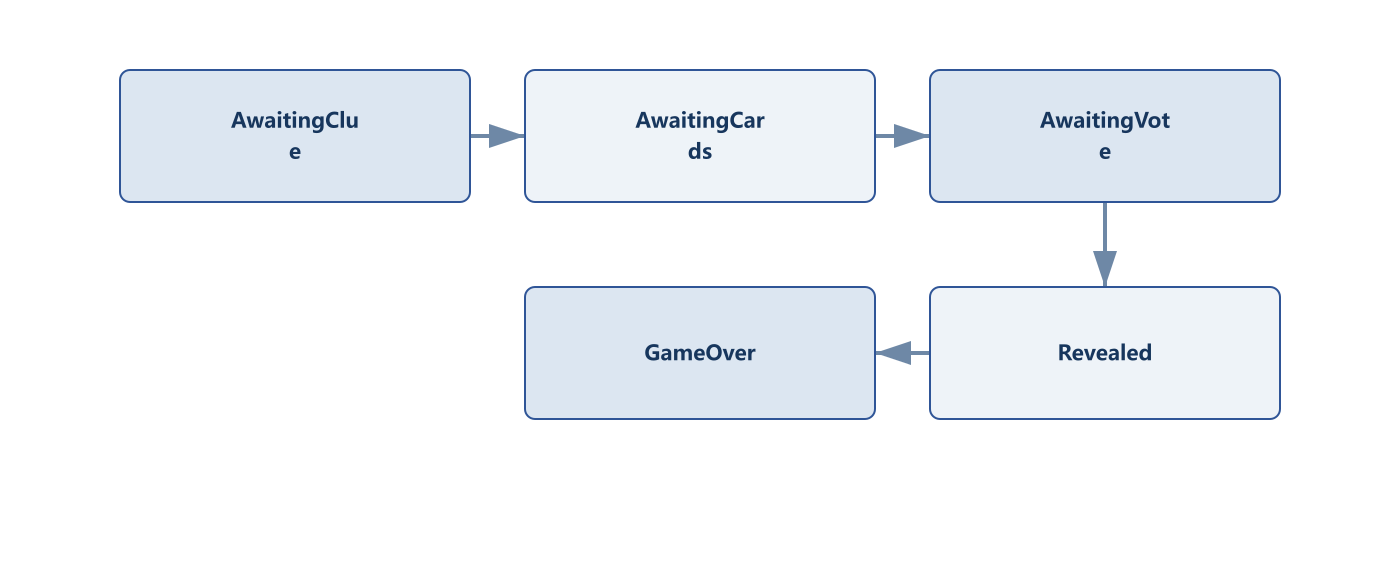 AwaitingClu
e
AwaitingCar
ds
AwaitingVot
e
GameOver
Revealed